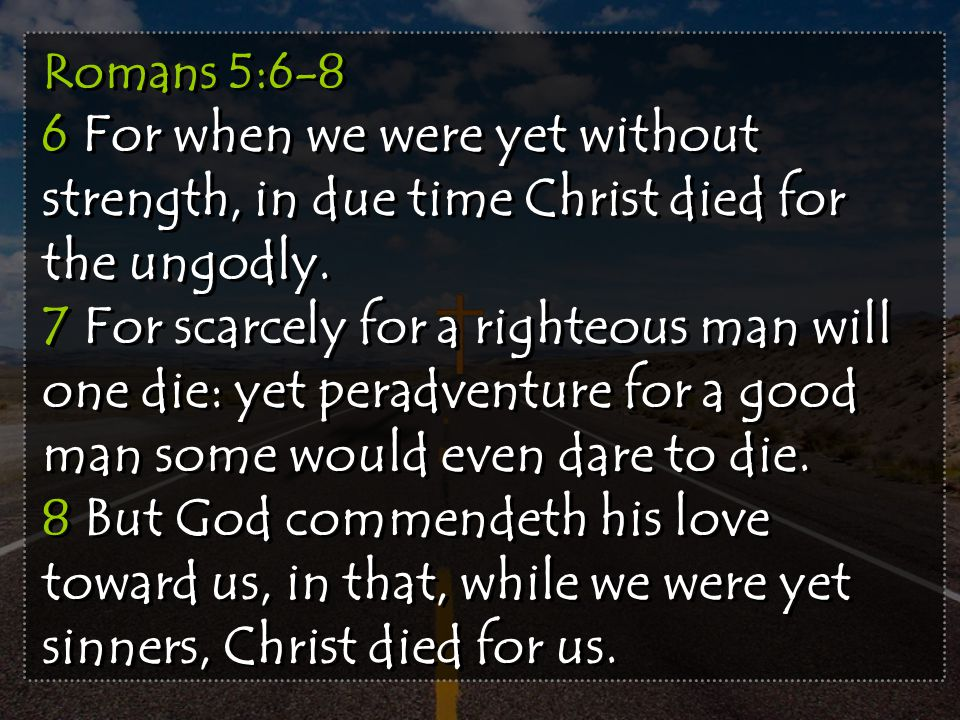 Romans 5:6-8
6 For when we were yet without
strength, in due time Christ died for
the ungodly.
7 For scarcely for a righteous man will
one die: yet peradventure for a good
man some would even dare to die.
8 But God commendeth his love
toward us, in that, while we were yet
sinners, Christ died for us.